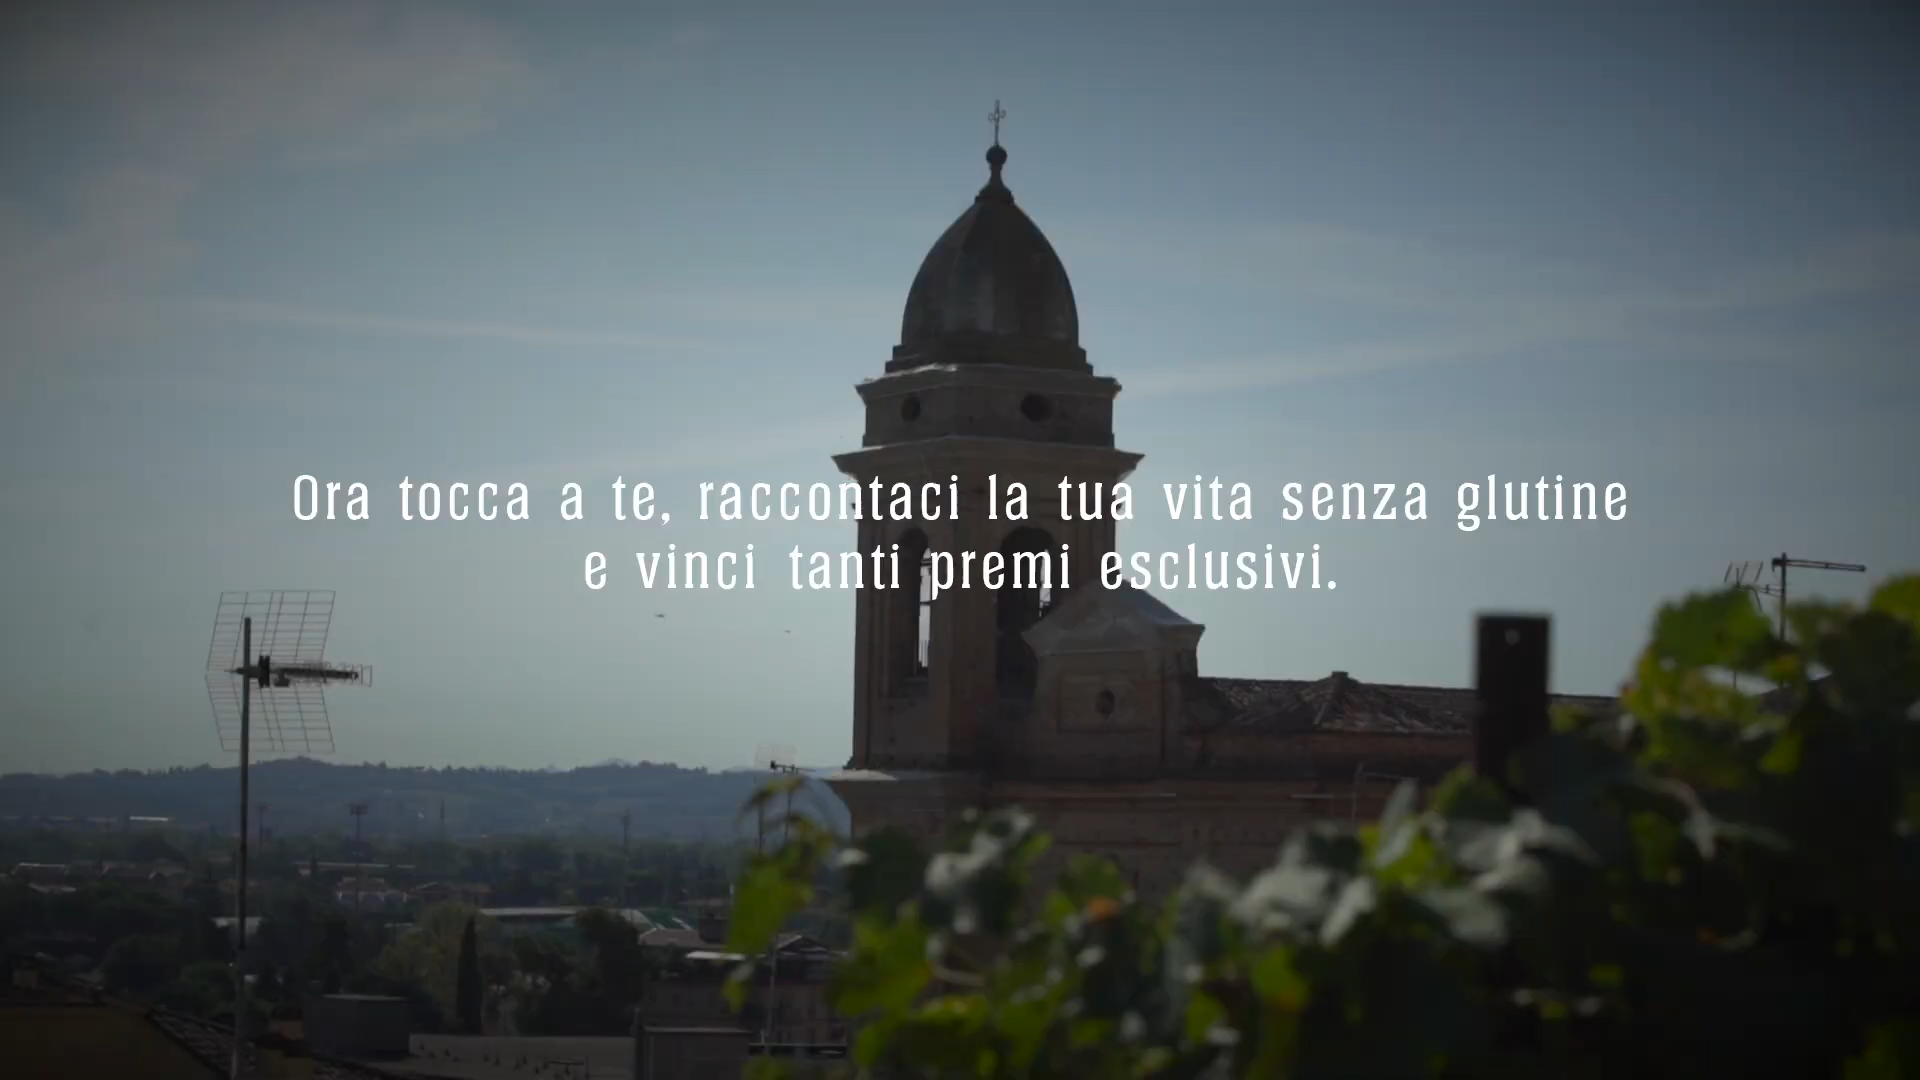 Ora tocca a te, raccontaci la tua vita senza glutine
e vinci tanti premi esclusivi.